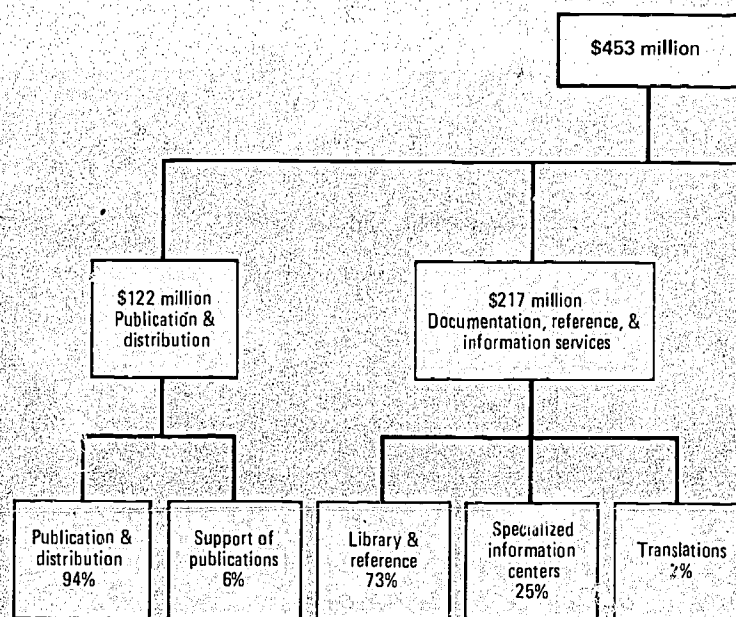 $453 million
$122 million
Publication &
distribution
$217 million
Documentation, reference, &
information services
Publication &
distribution
94%
Support of
publications
6%
Library &
reference
73%
Specialized
information
centers
25%
Translations
2%